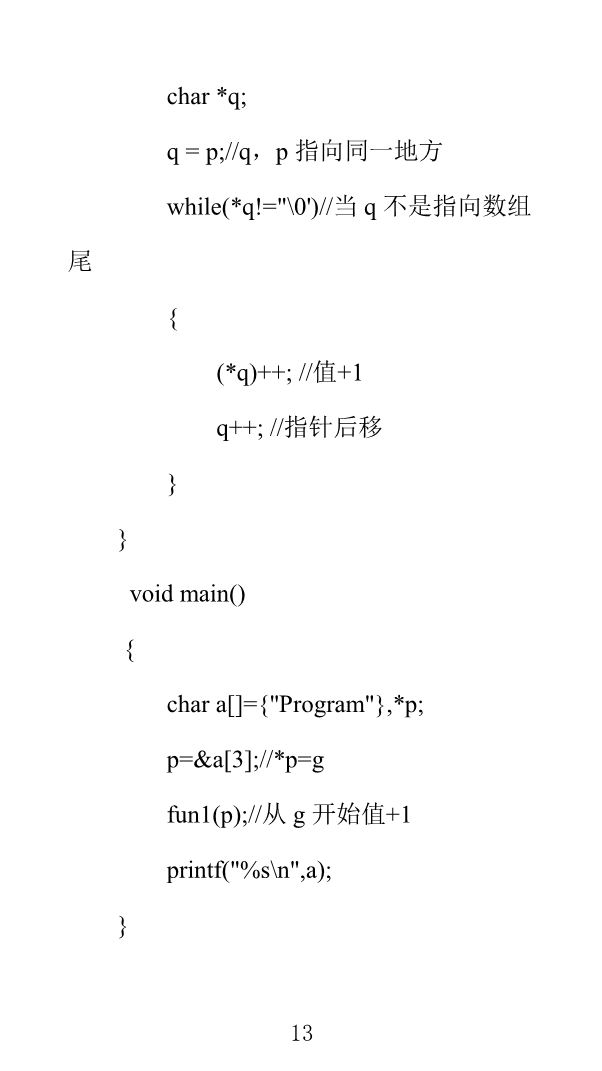 char *q;
q = p;//q，p 指向同一地方
while(*q!="\0')//当 q 不是指向数组
尾
{
(*q)++; //值+1
q++; //指针后移
}
}
void main()
{
char a[]={"Program"},*p;
p=&a[3];//*p=g
fun1(p);//从 g 开始值+1
printf("%s\n",a);
}
13